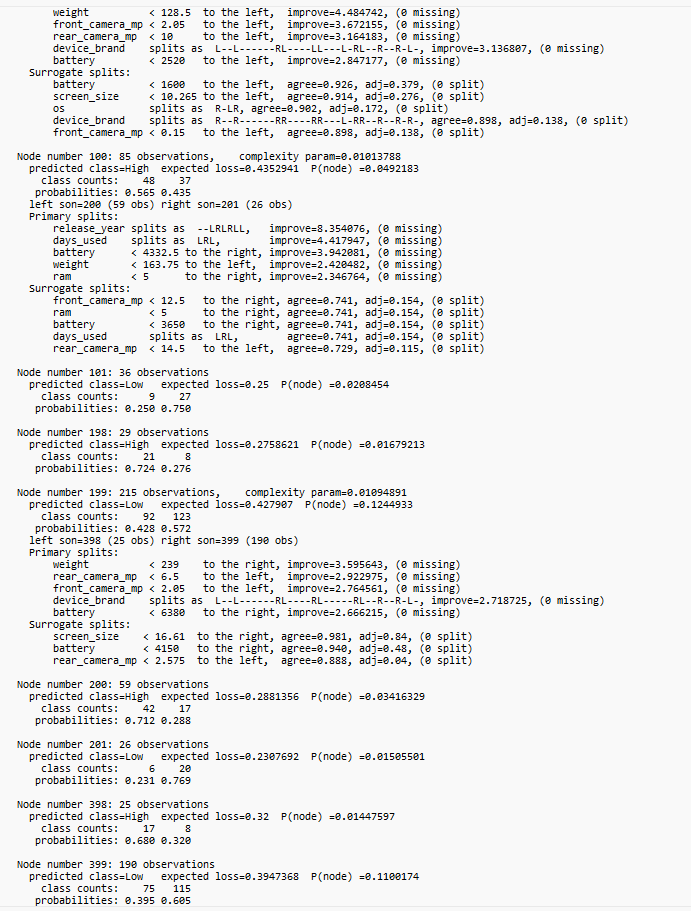 weight < 128.5 to the left, improve=4.484742, (0 missing)
front_camera_mp < 2.05 to the left, improve=3.672155, (0 missing)
rear_camera_mp < 10 to the left, improve=3.164183, (0 missing)
device_brand splits as L--L------RL----LL---L-RL--R--R-L-, improve=3.136807, (0 missing)
battery < 2520 to the left, improve=2.847177, (0 missing)
Surrogate splits:
battery < 1600 to the left, agree=0.926, adj=0.379, (0 split)
screen_size < 10.265 to the left, agree=0.914, adj=0.276, (0 split)
os splits as R-LR, agree=0.902, adj=0.172, (0 split)
device_brand splits as R--R------RR----RR---L-RR--R--R-R-, agree=0.898, adj=0.138, (0 split)
front_camera_mp < 0.15 to the left, agree=0.898, adj=0.138, (0 split)
Node number 100: 85 observations, complexity param=0.01013788
predicted class=High expected loss=0.4352941 P(node) =0.0492183
class counts: 48 37
probabilities: 0.565 0.435
left son=200 (59 obs) right son=201 (26 obs)
Primary splits:
release_year splits as --LRLRLL, improve=8.354076, (0 missing)
days_used splits as LRL, improve=4.417947, (0 missing)
battery < 4332.5 to the right, improve=3.942081, (0 missing)
weight < 163.75 to the left, improve=2.420482, (0 missing)
ram < 5 to the right, improve=2.346764, (0 missing)
Surrogate splits:
front_camera_mp < 12.5 to the right, agree=0.741, adj=0.154, (0 split)
ram < 5 to the right, agree=0.741, adj=0.154, (0 split)
battery < 3650 to the right, agree=0.741, adj=0.154, (0 split)
days_used splits as LRL, agree=0.741, adj=0.154, (0 split)
rear_camera_mp < 14.5 to the left, agree=0.729, adj=0.115, (0 split)
Node number 101: 36 observations
predicted class=Low expected loss=0.25 P(node) =0.0208454
class counts: 9 27
probabilities: 0.250 0.750
Node number 198: 29 observations
predicted class=High expected loss=0.2758621 P(node) =0.01679213
class counts: 21 8
probabilities: 0.724 0.276
Node number 199: 215 observations, complexity param=0.01094891
predicted class=Low expected loss=0.427907 P(node) =0.1244933
class counts: 92 123
probabilities: 0.428 0.572
left son=398 (25 obs) right son=399 (190 obs)
Primary splits:
weight < 239 to the right, improve=3.595643, (0 missing)
rear_camera_mp < 6.5 to the left, improve=2.922975, (0 missing)
front_camera_mp < 2.05 to the left, improve=2.764561, (0 missing)
device_brand splits as L--L------RL----RL-----RL--R--R-L-, improve=2.718725, (0 missing)
battery < 6380 to the right, improve=2.666215, (0 missing)
Surrogate splits:
screen_size < 16.61 to the right, agree=0.981, adj=0.84, (0 split)
battery < 4150 to the right, agree=0.940, adj=0.48, (0 split)
rear_camera_mp < 2.575 to the left, agree=0.888, adj=0.04, (0 split)
Node number 200: 59 observations
predicted class=High expected loss=0.2881356 P(node) =0.03416329
class counts: 42 17
probabilities: 0.712 0.288
Node number 201: 26 observations
predicted class=Low expected loss=0.2307692 P(node) =0.01505501
class counts: 6 20
probabilities: 0.231 0.769
Node number 398: 25 observations
predicted class=High expected loss=0.32 P(node) =0.01447597
class counts: 17 8
probabilities: 0.680 0.320
Node number 399: 190 observations
predicted class=Low expected loss=0.3947368 P(node) =0.1100174
class counts: 75 115
probabilities: 0.395 0.605